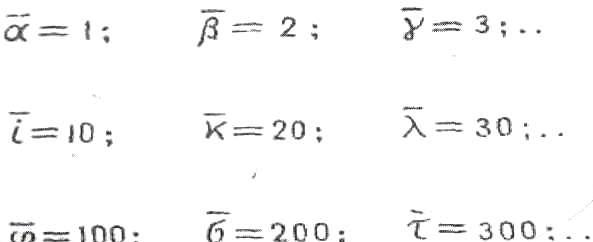 ᾱ = 1; β̄ = 2; γ̄ = 3;..
ῑ = 10; κ̄ = 20; λ̄ = 30;..
φ̄ = 100; σ̄ = 200; τ̄ = 300;..